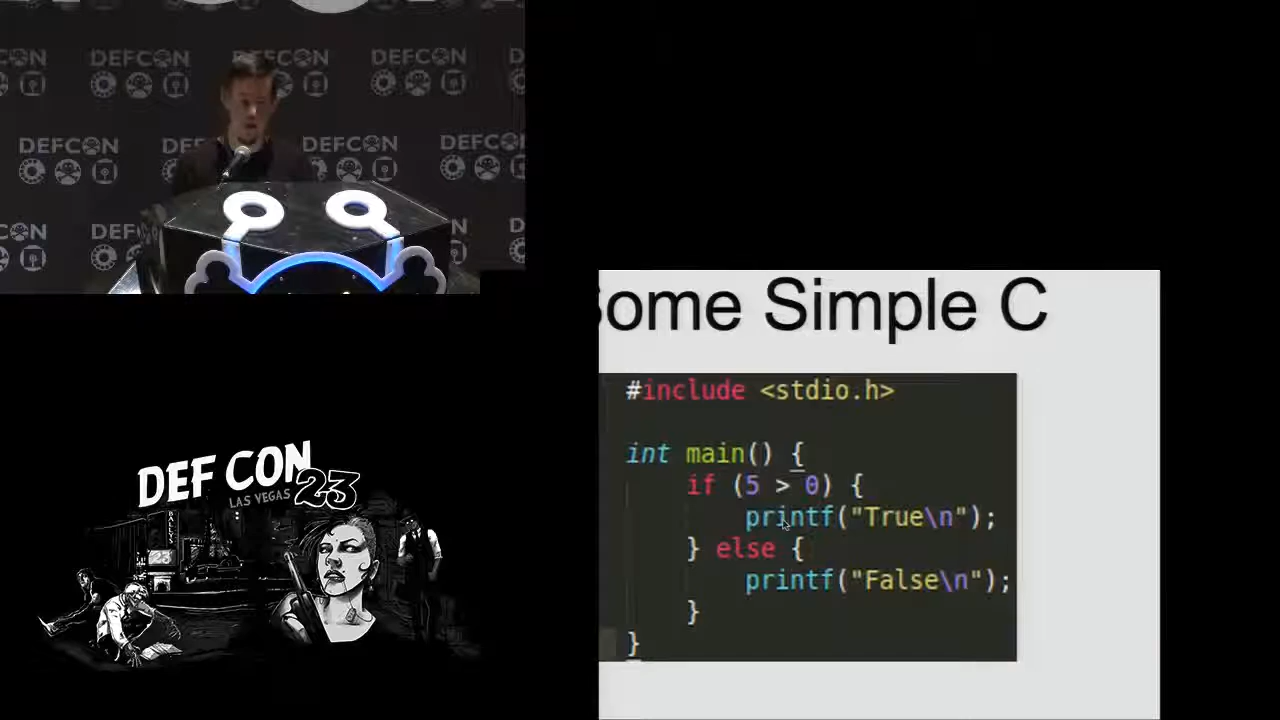 DEFCON DEFCON DEFCON DEFCON
DEFCON DEFCON DEFCON
DEF CON 23
LAS VEGAS
BALLY'S
ome Simple C
#include <stdio.h>
int main() {
if (5 > 0) {
printf("True\n");
} else {
printf("False\n");
}
}